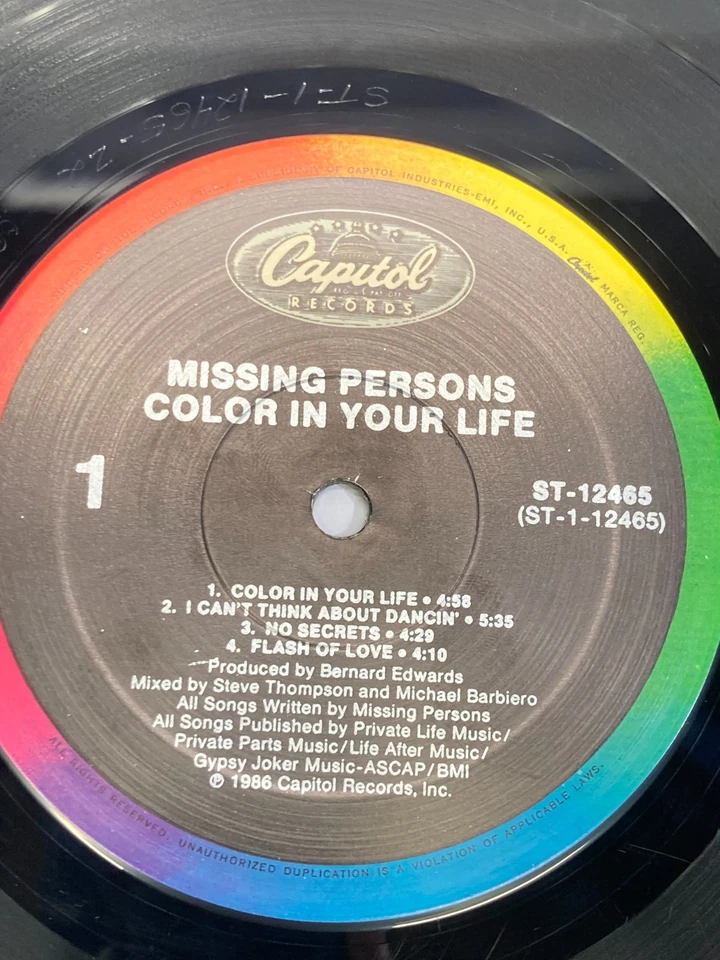 ST-1-12465-
OF CAPITOL INDUSTRIES-EMI, INC., U.S.A. Capitol MARCA REG.
Capitol
RECORDS
MISSING PERSONS
COLOR IN YOUR LIFE
1
ST-12465
(ST-1-12465)
1. COLOR IN YOUR LIFE • 4:58
2. I CAN'T THINK ABOUT DANCIN' • 5:35
3. NO SECRETS • 4:29
4. FLASH OF LOVE • 4:10
Produced by Bernard Edwards
Mixed by Steve Thompson and Michael Barbiero
All Songs Written by Missing Persons
All Songs Published by Private Life Music/
Private Parts Music/Life After Music/
Gypsy Joker Music-ASCAP/BMI
℗ 1986 Capitol Records, Inc.
ALL RIGHTS RESERVED. UNAUTHORIZED DUPLICATION IS A VIOLATION OF APPLICABLE LAWS.